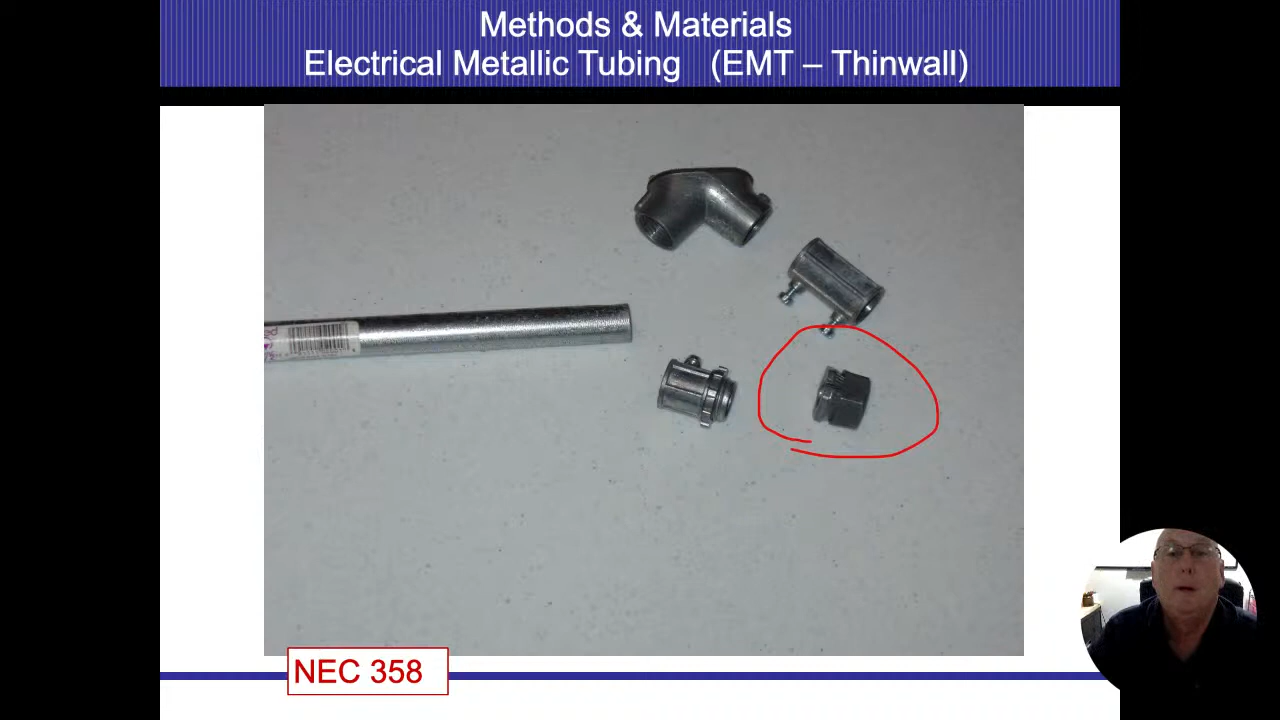 Methods & Materials
Electrical Metallic Tubing (EMT – Thinwall)
NEC 358